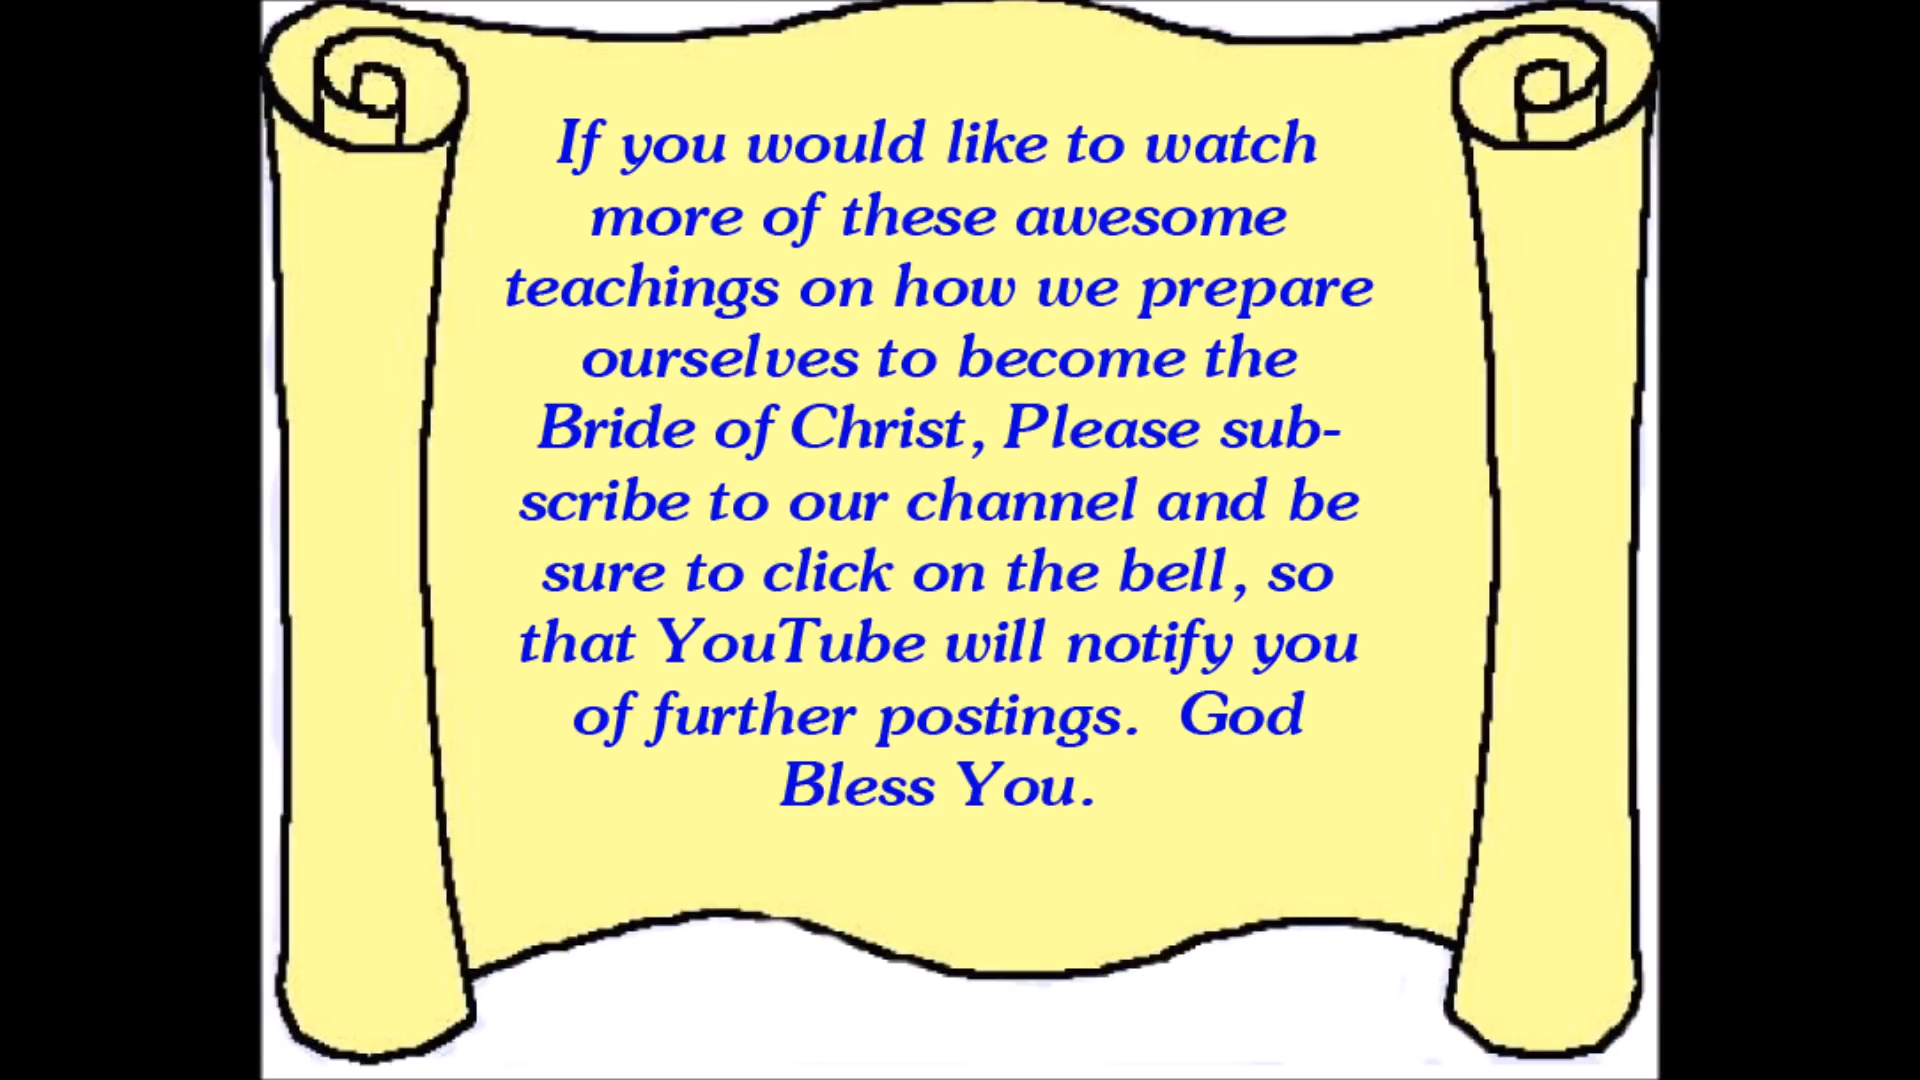 If you would like to watch
more of these awesome
teachings on how we prepare
ourselves to become the
Bride of Christ, Please sub-
scribe to our channel and be
sure to click on the bell, so
that YouTube will notify you
of further postings.  God
Bless You.